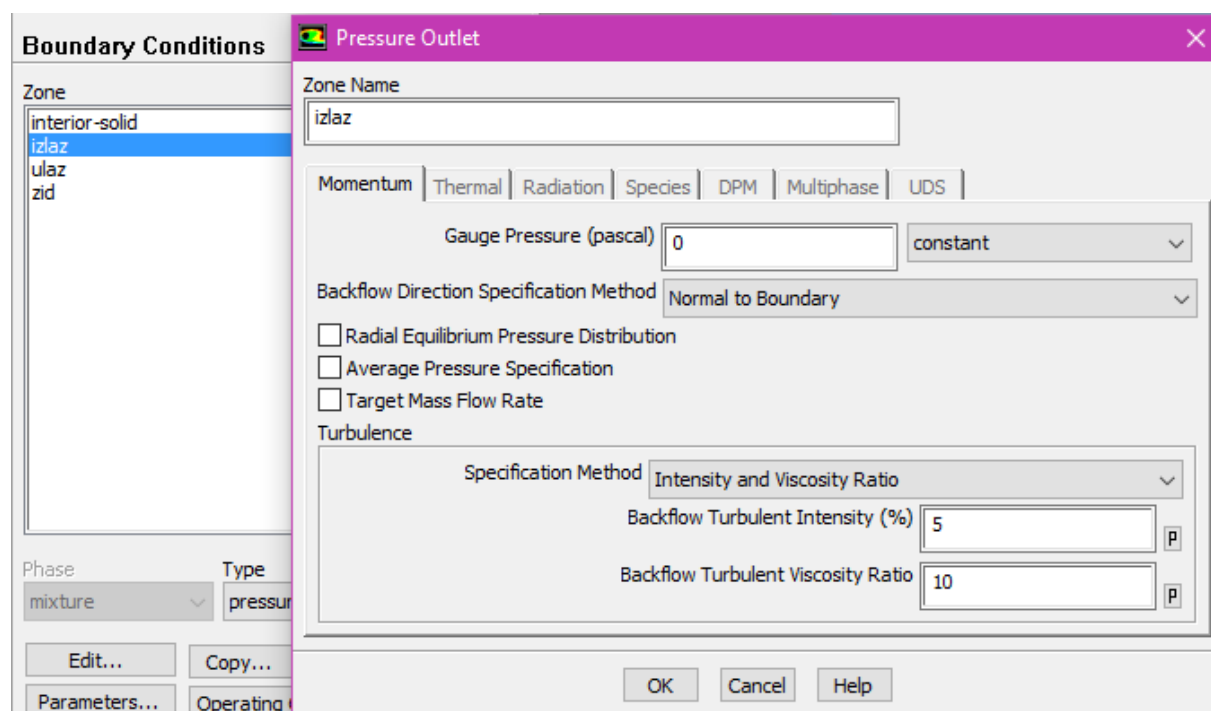 Boundary Conditions
Zone
interior-solid
izlaz
ulaz
zid
Phase
mixture
Type
pressur
Edit...
Copy...
Parameters...
Operating
Pressure Outlet
Zone Name
izlaz
Momentum Thermal Radiation Species DPM Multiphase UDS
Gauge Pressure (pascal) 0 constant
Backflow Direction Specification Method Normal to Boundary
Radial Equilibrium Pressure Distribution
Average Pressure Specification
Target Mass Flow Rate
Turbulence
Specification Method Intensity and Viscosity Ratio
Backflow Turbulent Intensity (%) 5 P
Backflow Turbulent Viscosity Ratio 10 P
OK Cancel Help